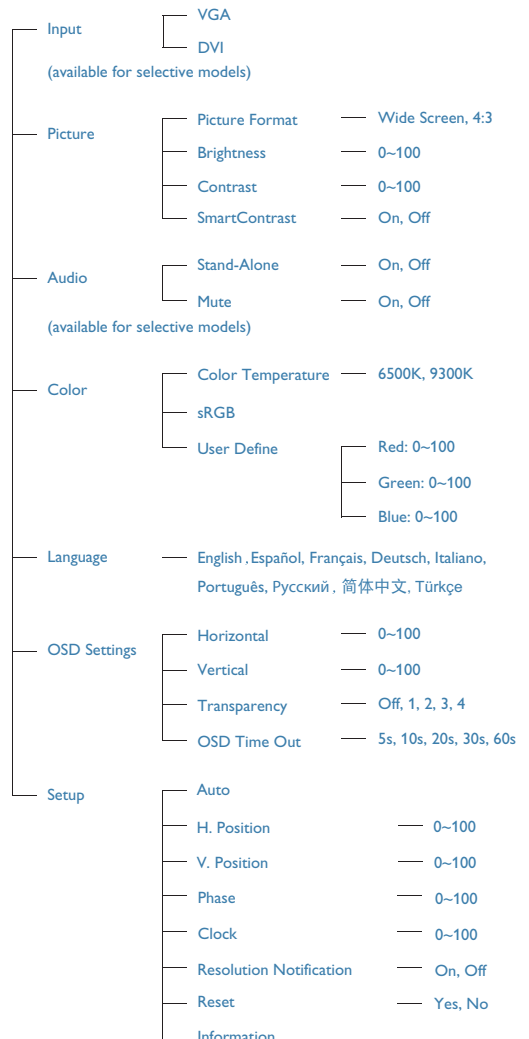 Input
VGA
DVI
(available for selective models)
Picture
Picture Format
Wide Screen, 4:3
Brightness
0~100
Contrast
0~100
SmartContrast
On, Off
Audio
Stand-Alone
On, Off
Mute
On, Off
(available for selective models)
Color
Color Temperature
6500K, 9300K
sRGB
User Define
Red: 0~100
Green: 0~100
Blue: 0~100
Language
English , Español, Français, Deutsch, Italiano,
Português, Русский , 简体中文, Türkçe
OSD Settings
Horizontal
0~100
Vertical
0~100
Transparency
Off, 1, 2, 3, 4
OSD Time Out
5s, 10s, 20s, 30s, 60s
Setup
Auto
H. Position
0~100
V. Position
0~100
Phase
0~100
Clock
0~100
Resolution Notification
On, Off
Reset
Yes, No
Information